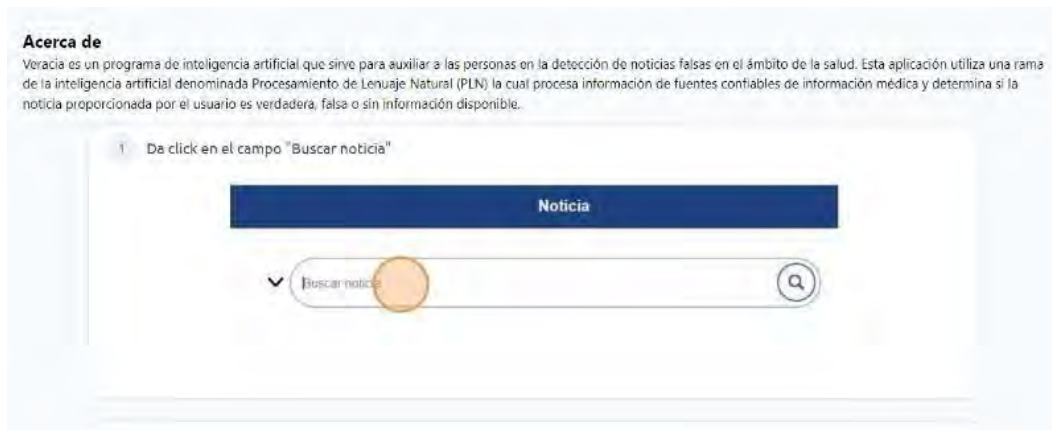 Acerca de
Veracia es un programa de inteligencia artificial que sirve para auxiliar a las personas en la detección de noticias falsas en el ámbito de la salud. Esta aplicación utiliza una rama
de la inteligencia artificial denominada Procesamiento de Lenuaje Natural (PLN) la cual procesa información de fuentes confiables de información médica y determina si la
noticia proporcionada por el usuario es verdadera, falsa o sin información disponible.
1 Da click en el campo "Buscar noticia"
Noticia
Buscar noticia